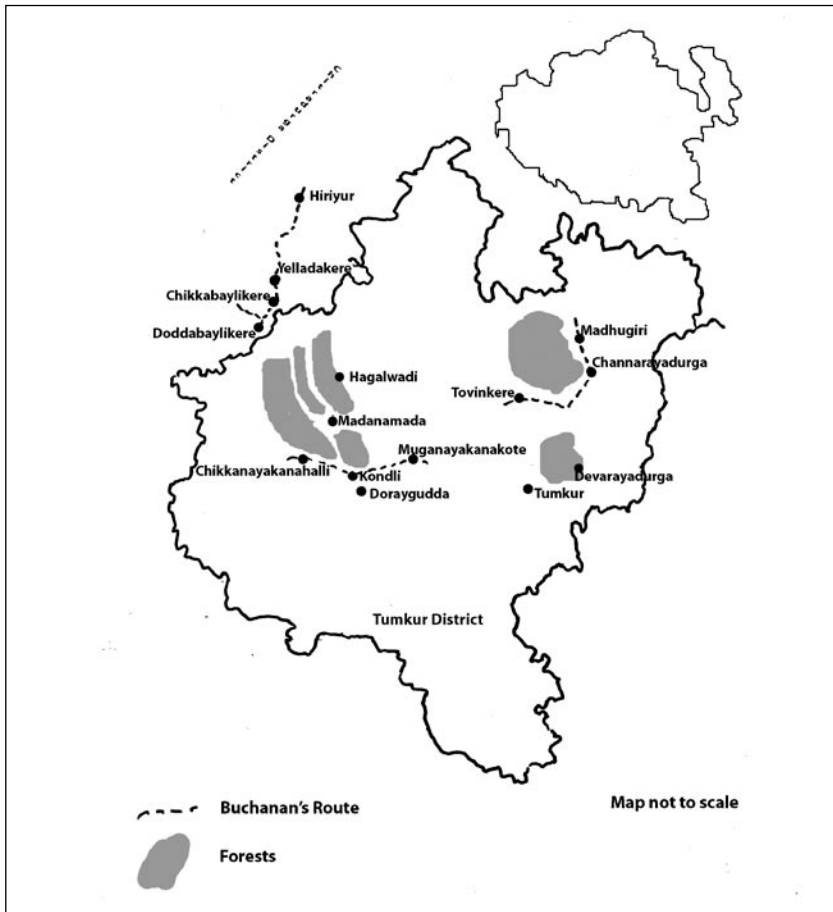 Hiriyur
Yelladakere
Chikkabaylikere
Doddabaylikere
Madhugiri
Channarayadurga
Hagalwadi
Tovinkere
Madanamada
Muganayakanakote
Chikkanayakanahalli
Kondli
Devarayadurga
Doraygudda
Tumkur
Tumkur District
Buchanan's Route
Map not to scale
Forests